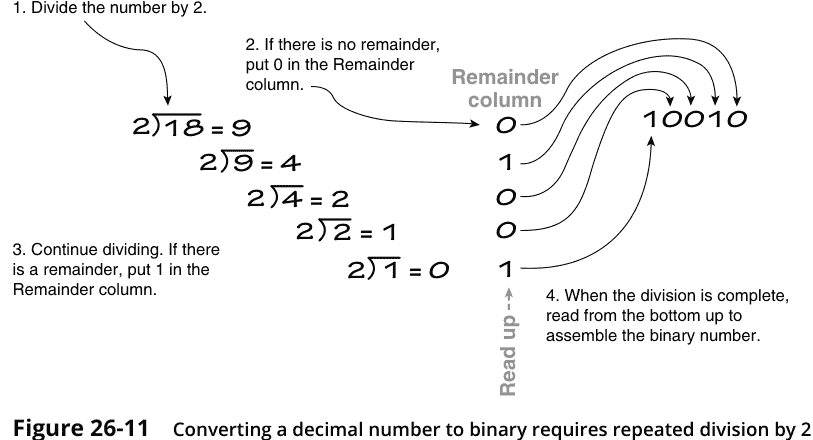 1. Divide the number by 2.
2. If there is no remainder,
put 0 in the Remainder
column.
Remainder
column
2)18 = 9
0
10010
2)9 = 4
1
2)4 = 2
0
2)2 = 1
0
3. Continue dividing. If there
is a remainder, put 1 in the
Remainder column.
2)1 = 0
1
Read up
4. When the division is complete,
read from the bottom up to
assemble the binary number.
Figure 26-11 Converting a decimal number to binary requires repeated division by 2